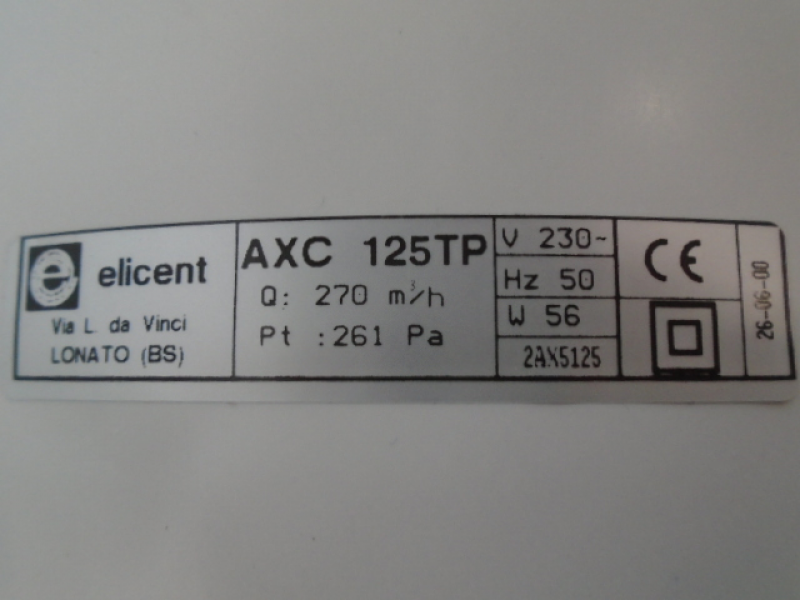 elicent
Via L. da Vinci
LONATO (BS)
AXC 125TP
Q: 270 m³/h
Pt :261 Pa
V 230~
Hz 50
W 56
2AX5125
CE
26-06-00